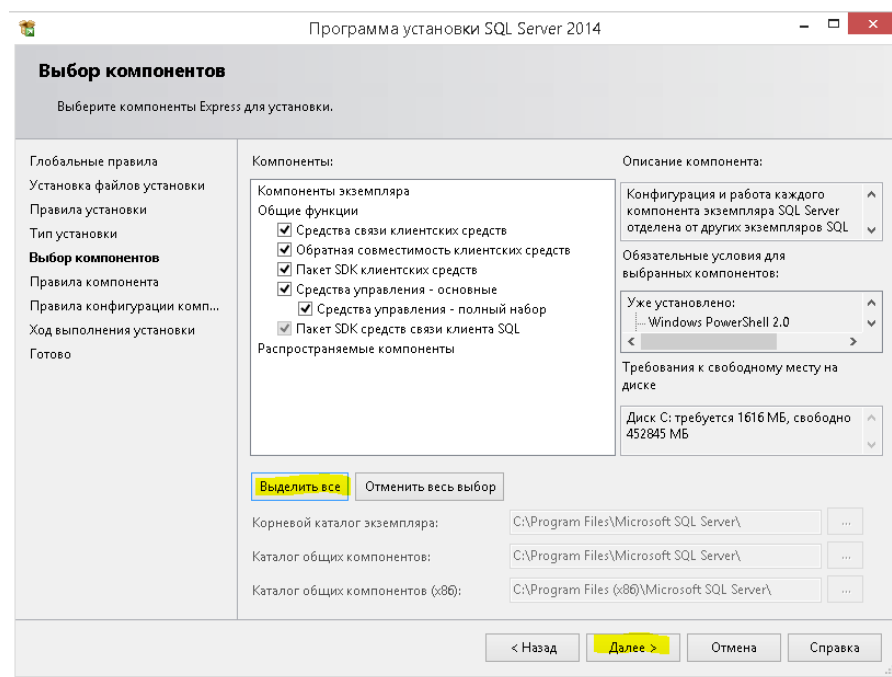 Программа установки SQL Server 2014
Выбор компонентов
Выберите компоненты Express для установки.
Глобальные правила
Установка файлов установки
Правила установки
Тип установки
Выбор компонентов
Правила компонента
Правила конфигурации комп...
Ход выполнения установки
Готово
Компоненты:
Компоненты экземпляра
Общие функции
Средства связи клиентских средств
Обратная совместимость клиентских средств
Пакет SDK клиентских средств
Средства управления - основные
Средства управления - полный набор
Пакет SDK средств связи клиента SQL
Распространяемые компоненты
Описание компонента:
Конфигурация и работа каждого
компонента экземпляра SQL Server
отделена от других экземпляров SQL
Обязательные условия для
выбранных компонентов:
Уже установлено:
Windows PowerShell 2.0
Требования к свободному месту на
диске
Диск C: требуется 1616 МБ, свободно
452845 МБ
Выделить все
Отменить весь выбор
Корневой каталог экземпляра:
C:\Program Files\Microsoft SQL Server\
...
Каталог общих компонентов:
C:\Program Files\Microsoft SQL Server\
...
Каталог общих компонентов (x86):
C:\Program Files (x86)\Microsoft SQL Server\
...
< Назад
Далее >
Отмена
Справка